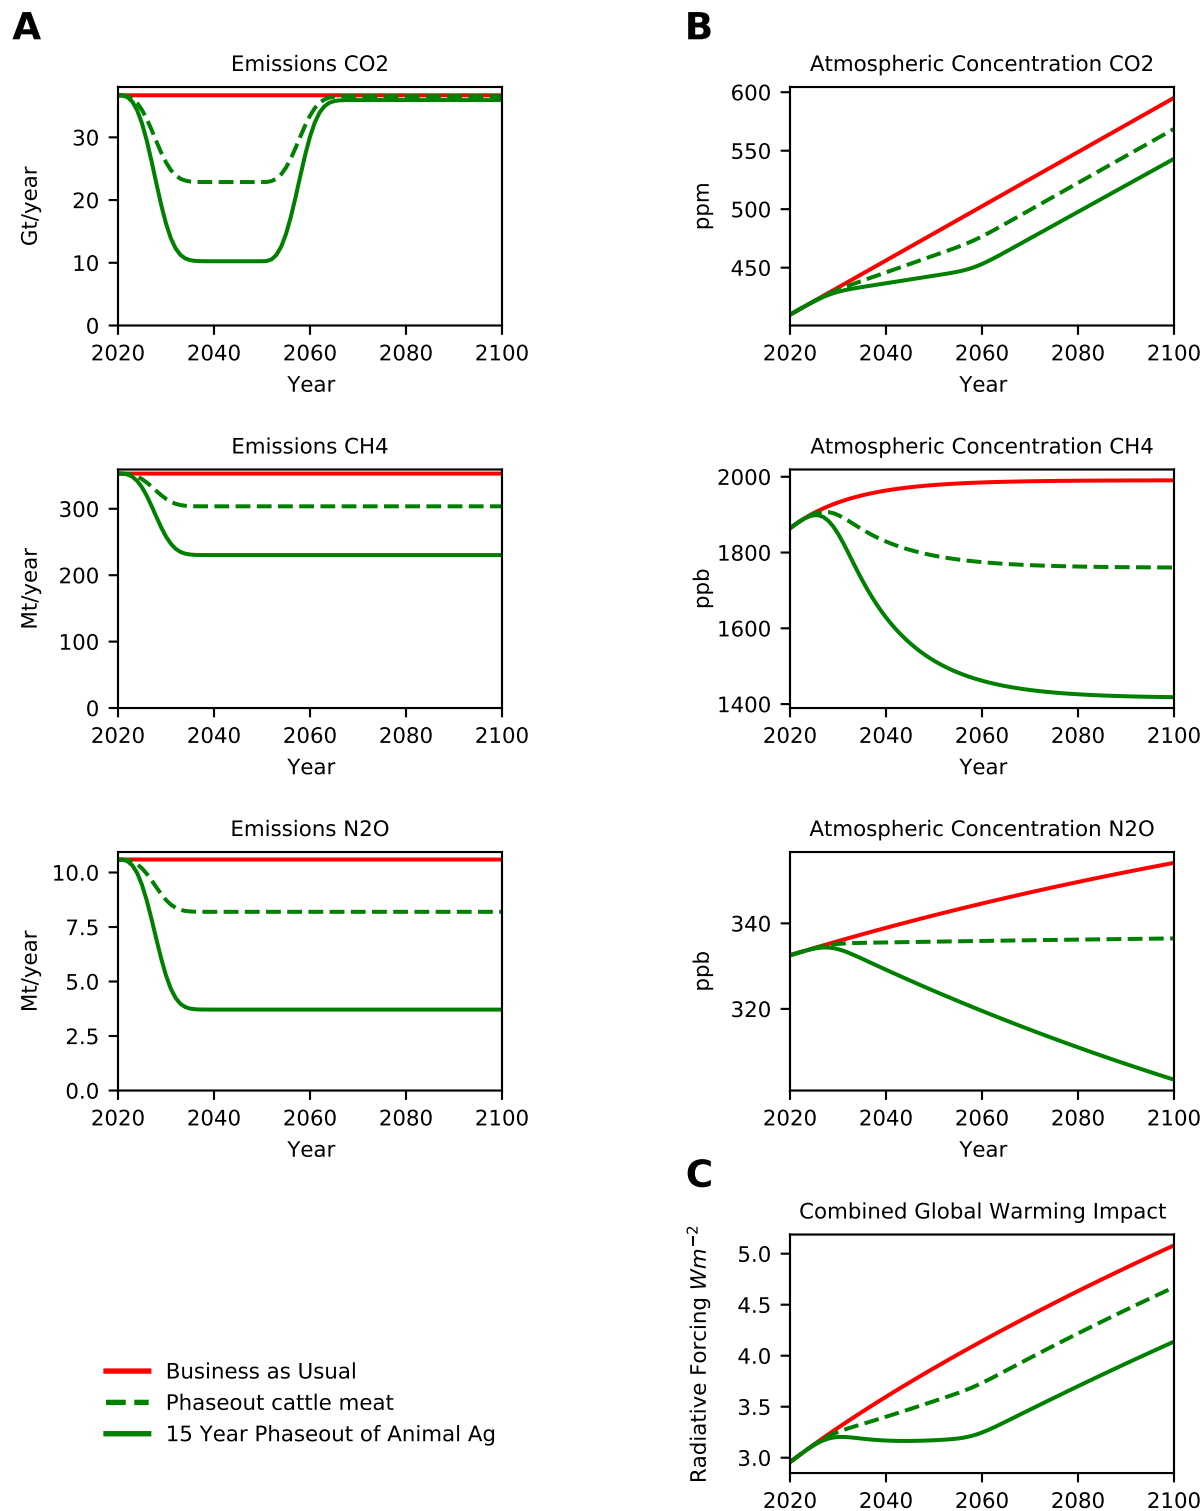 A
B
Emissions CO2
Gt/year
30
20
10
0
2020 2040 2060 2080 2100
Year
Atmospheric Concentration CO2
ppm
600
550
500
450
2020 2040 2060 2080 2100
Year
Emissions CH4
Mt/year
300
200
100
0
2020 2040 2060 2080 2100
Year
Atmospheric Concentration CH4
ppb
2000
1800
1600
1400
2020 2040 2060 2080 2100
Year
Emissions N2O
Mt/year
10.0
7.5
5.0
2.5
0.0
2020 2040 2060 2080 2100
Year
Atmospheric Concentration N2O
ppb
340
320
2020 2040 2060 2080 2100
Year
C
Combined Global Warming Impact
Radiative Forcing Wm⁻²
5.0
4.5
4.0
3.5
3.0
2020 2040 2060 2080 2100
Business as Usual
Phaseout cattle meat
15 Year Phaseout of Animal Ag